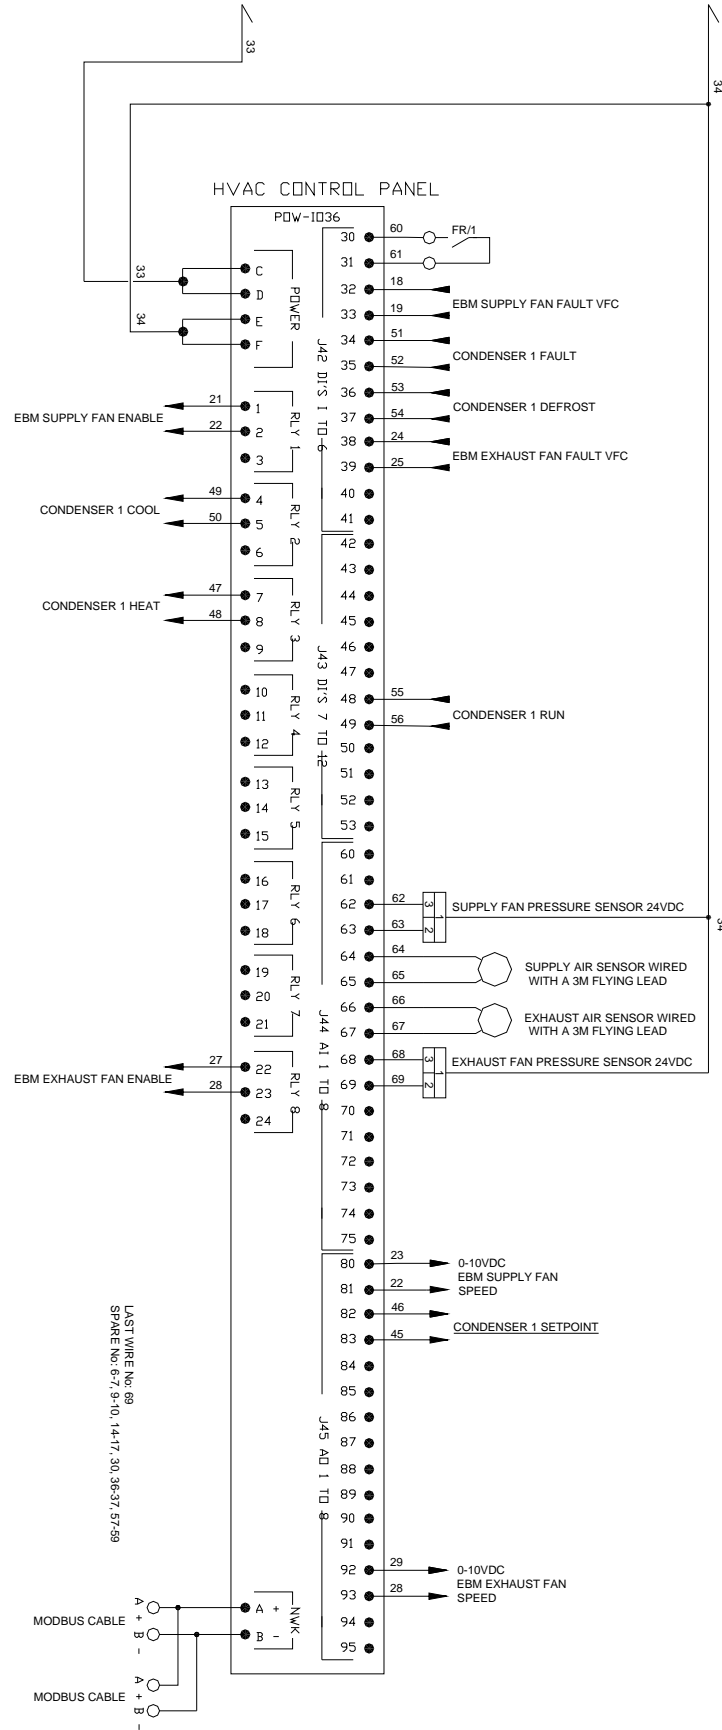 33
34
HVAC CONTROL PANEL
POW-IO36
33
34
C
D
E
F
POWER
EBM SUPPLY FAN ENABLE
21
22
1
2
3
RLY 1
CONDENSER 1 COOL
49
50
4
5
6
RLY 2
CONDENSER 1 HEAT
47
48
7
8
9
RLY 3
10
11
12
RLY 4
13
14
15
RLY 5
16
17
18
RLY 6
19
20
21
RLY 7
EBM EXHAUST FAN ENABLE
27
28
22
23
24
RLY 8
J42 DI'S 1 TO 6
30 60
31 61
FR/1
32 18
33 19
EBM SUPPLY FAN FAULT VFC
34 51
35 52
CONDENSER 1 FAULT
36 53
37 54
CONDENSER 1 DEFROST
38 24
39 25
EBM EXHAUST FAN FAULT VFC
40
41
J43 DI'S 7 TO 12
42
43
44
45
46
47
48 55
49 56
CONDENSER 1 RUN
50
51
52
53
J44 AI 1 TO 8
60
61
62 62
63 63
3
1
2
SUPPLY FAN PRESSURE SENSOR 24VDC
34
64 64
65 65
SUPPLY AIR SENSOR WIRED
WITH A 3M FLYING LEAD
66 66
67 67
EXHAUST AIR SENSOR WIRED
WITH A 3M FLYING LEAD
68 68
69 69
3
1
2
EXHAUST FAN PRESSURE SENSOR 24VDC
70
71
72
73
74
75
J45 AO 1 TO 8
80 23
81 22
0-10VDC
EBM SUPPLY FAN
SPEED
82 46
83 45
CONDENSER 1 SETPOINT
84
85
86
87
88
89
90
91
92 29
93 28
0-10VDC
EBM EXHAUST FAN
SPEED
94
95
LAST WIRE No: 69
SPARE No: 6-7, 9-10, 14-17, 30, 36-37, 57-59
A +
B -
NWK
MODBUS CABLE
A +
B -
MODBUS CABLE
A +
B -